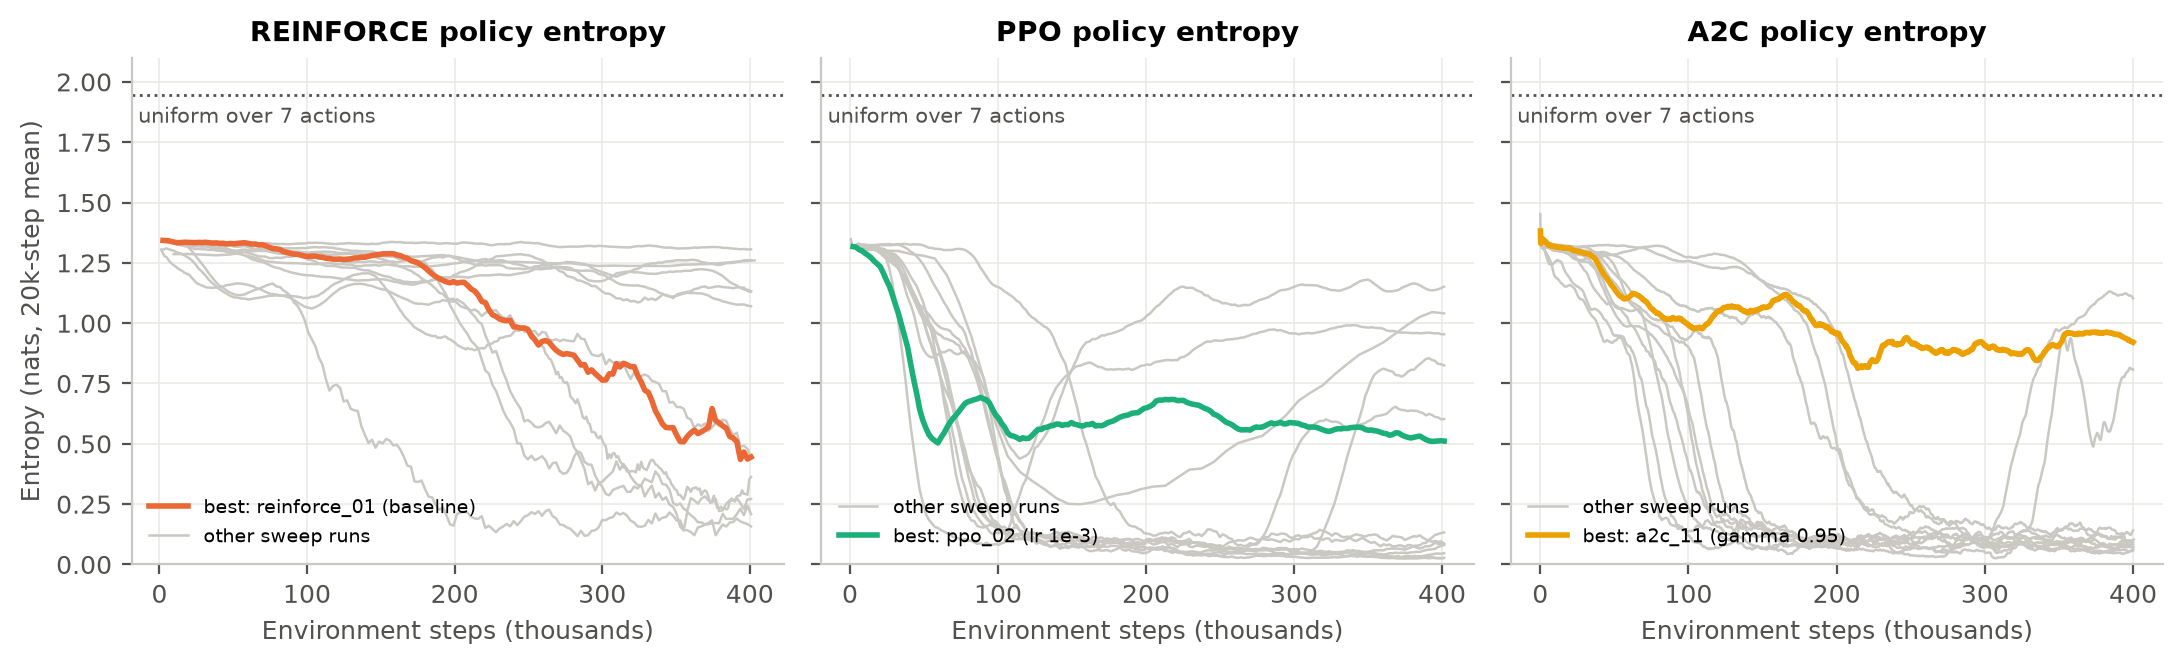 REINFORCE policy entropy
PPO policy entropy
A2C policy entropy
Entropy (nats, 20k-step mean)
2.00
1.75
1.50
1.25
1.00
0.75
0.50
0.25
0.00
uniform over 7 actions
best: reinforce_01 (baseline)
other sweep runs
0 100 200 300 400
Environment steps (thousands)
uniform over 7 actions
other sweep runs
best: ppo_02 (lr 1e-3)
0 100 200 300 400
Environment steps (thousands)
uniform over 7 actions
other sweep runs
best: a2c_11 (gamma 0.95)
0 100 200 300 400
Environment steps (thousands)